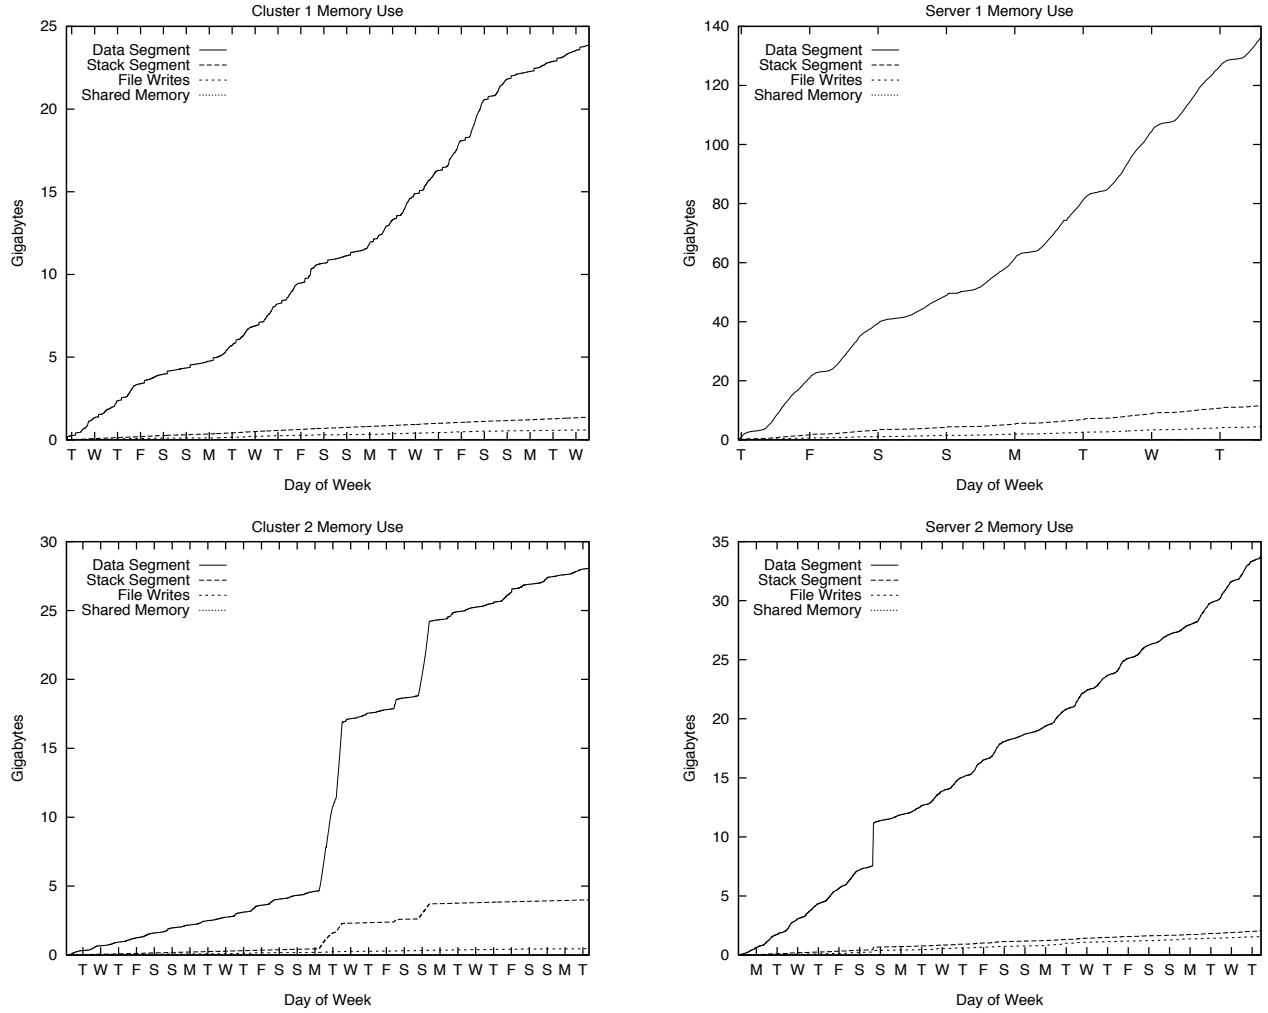 Cluster 1 Memory Use
25
20
15
10
5
0
Gigabytes
Data Segment
Stack Segment
File Writes
Shared Memory
T W T F S S M T W T F S S M T W T F S S M T W
Day of Week
Server 1 Memory Use
140
120
100
80
60
40
20
0
Gigabytes
Data Segment
Stack Segment
File Writes
Shared Memory
T F S S M T W T
Day of Week
Cluster 2 Memory Use
30
25
20
15
10
5
0
Gigabytes
Data Segment
Stack Segment
File Writes
Shared Memory
T W T F S S M T W T F S S M T W T F S S M T W T F S S M T
Day of Week
Server 2 Memory Use
35
30
25
20
15
10
5
0
Gigabytes
Data Segment
Stack Segment
File Writes
Shared Memory
M T W T F S S M T W T F S S M T W T F S S M T W T
Day of Week